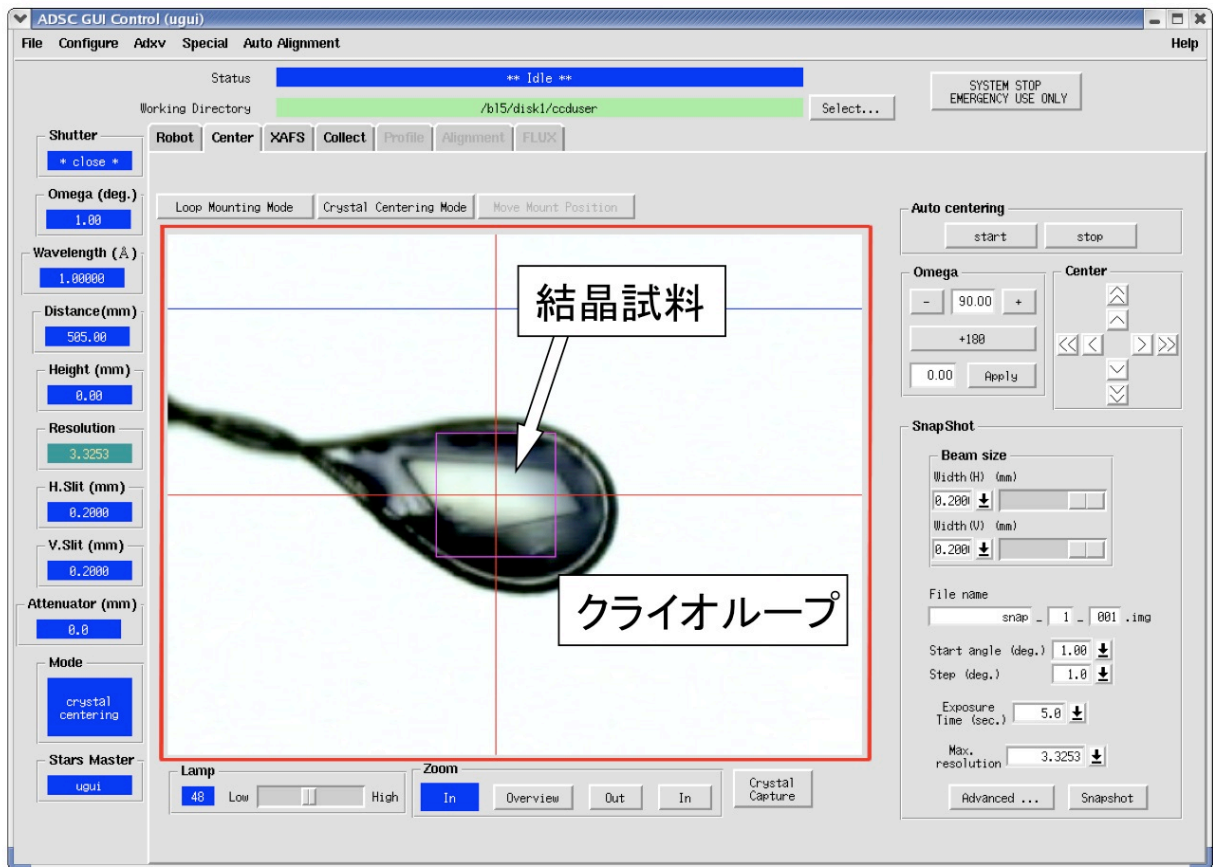 ADSC GUI Control (ugui)
File Configure Adxv Special Auto Alignment Help
Status ** Idle **
SYSTEM STOP
EMERGENCY USE ONLY
Working Directory /b15/disk1/ccduser Select...
Robot Center XAFS Collect Profile Alignment FLUX
Shutter
* close *
Omega (deg.)
1.00
Wavelength (Å)
1.00000
Distance(mm)
505.00
Height (mm)
0.00
Resolution
3.3253
H.Slit (mm)
0.2000
V.Slit (mm)
0.2000
Attenuator (mm)
0.0
Mode
crystal
centering
Stars Master
ugui
Loop Mounting Mode Crystal Centering Mode Move Mount Position
結晶試料
クライオループ
Lamp
48 Low High
Zoom
In Overview Out In
Crystal
Capture
Auto centering
start stop
Omega
- 90.00 +
+180
0.00 Apply
Center
SnapShot
Beam size
Width(H) (mm)
0.200
Width(V) (mm)
0.200
File name
snap _ 1 _ 001 .img
Start angle (deg.) 1.00
Step (deg.) 1.0
Exposure
Time (sec.) 5.0
Max.
resolution 3.3253
Advanced ... Snapshot